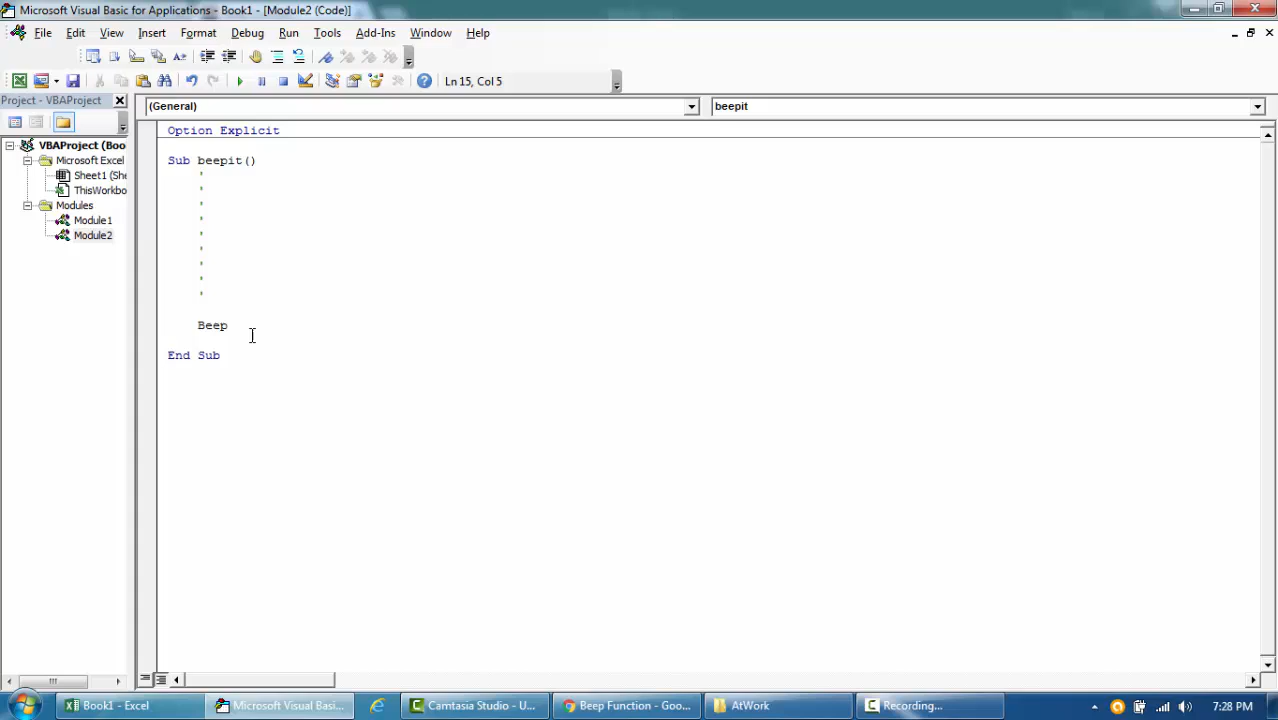 Microsoft Visual Basic for Applications - Book1 - [Module2 (Code)]
File Edit View Insert Format Debug Run Tools Add-Ins Window Help
Ln 15, Col 5
Project - VBAProject
(General) beepit
Option Explicit
VBAProject (Boo
Microsoft Excel
Sheet1 (She
ThisWorkbo
Modules
Module1
Module2
Sub beepit()
'
'
'
'
'
'
'
'
'
Beep
End Sub
Book1 - Excel Microsoft Visual Basi... Camtasia Studio - U... Beep Function - Goo... AtWork Recording... 7:28 PM